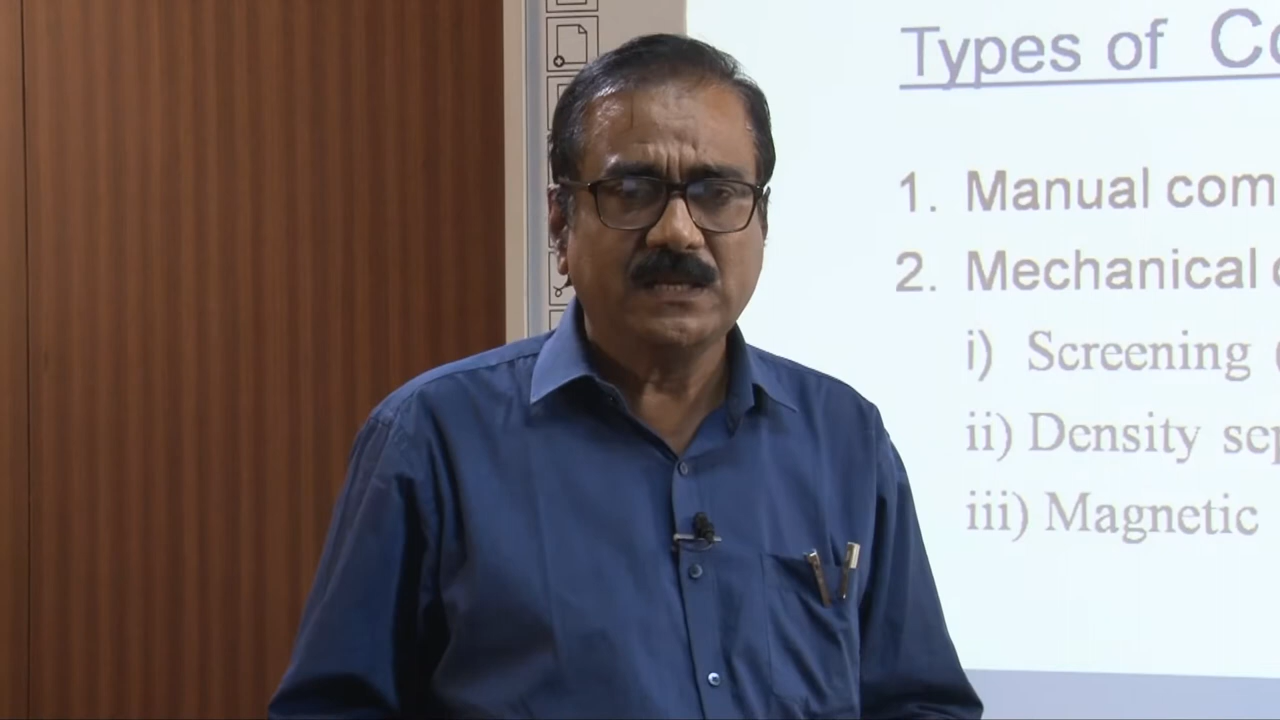 Types of
1. Manual
2. Mechanical
i) Screening
ii) Density
iii) Magnetic